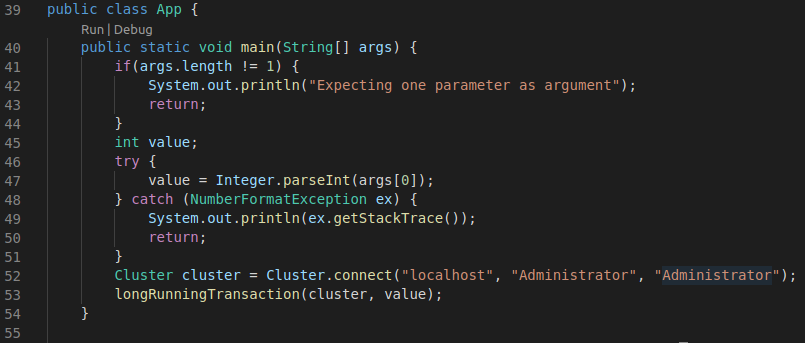 39 public class App {
Run | Debug
40 public static void main(String[] args) {
41 if(args.length != 1) {
42 System.out.println("Expecting one parameter as argument");
43 return;
44 }
45 int value;
46 try {
47 value = Integer.parseInt(args[0]);
48 } catch (NumberFormatException ex) {
49 System.out.println(ex.getStackTrace());
50 return;
51 }
52 Cluster cluster = Cluster.connect("localhost", "Administrator", "Administrator");
53 longRunningTransaction(cluster, value);
54 }
55